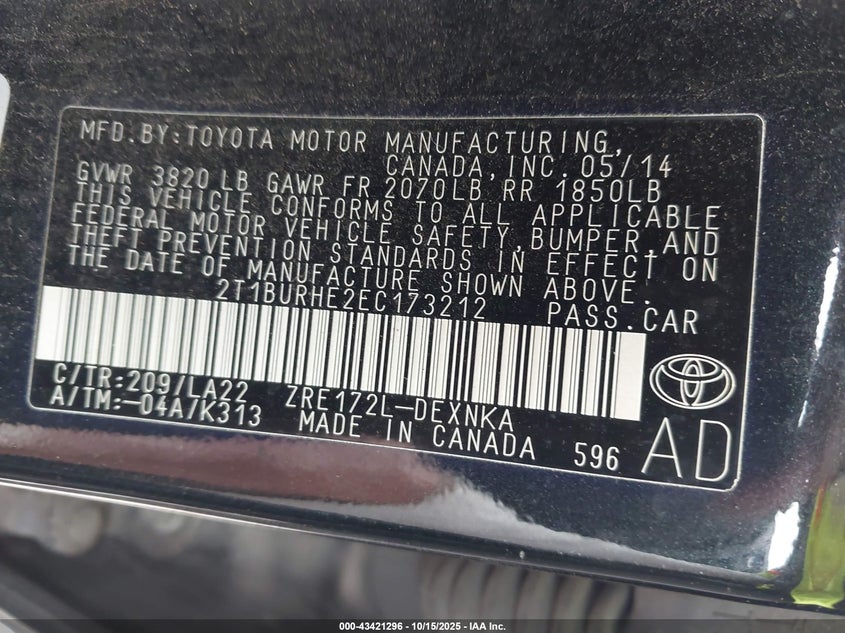 MFD.BY:TOYOTA MOTOR MANUFACTURING,
CANADA,INC.05/14
GVWR 3820LB GAWR FR 2070LB RR 1850LB
THIS VEHICLE CONFORMS TO ALL APPLICABLE
FEDERAL MOTOR VEHICLE SAFETY,BUMPER,AND
THEFT PREVENTION STANDARDS IN EFFECT ON
THE DATE OF MANUFACTURE SHOWN ABOVE.
2T1BURHE2EC173212 PASS.CAR
C/TR:209/LA22 ZRE172L-DEXNKA
A/TM:-04A/K313 MADE IN CANADA 596 AD
000-43421296 - 10/15/2025 - IAA Inc.